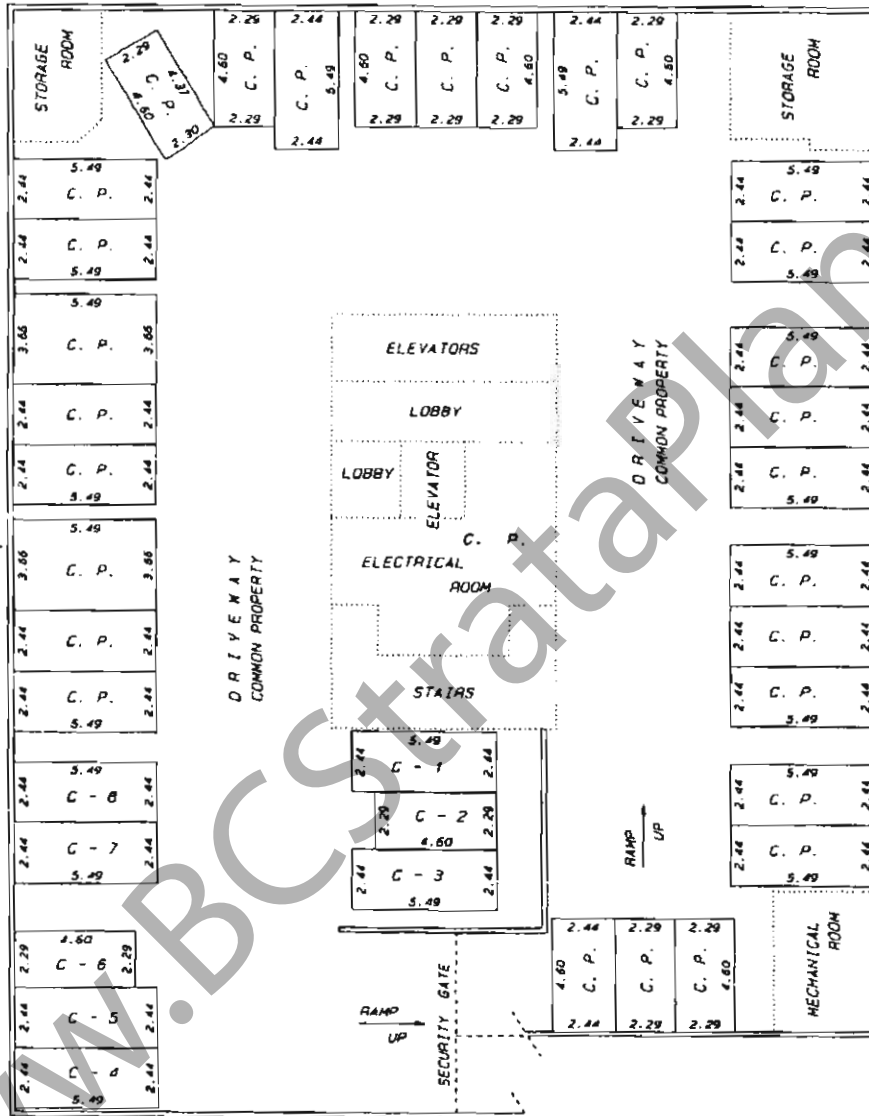 STORAGE
ROOM
2.29
4.60
C. P.
4.37
2.30
2.29
4.60
C. P.
2.29
2.44
C. P.
5.49
2.44
2.29
4.60
C. P.
2.29
2.29
C. P.
2.29
2.29
C. P.
4.60
2.29
2.44
5.49
C. P.
2.44
2.29
C. P.
4.60
2.29
STORAGE
ROOM
5.49
2.44 C. P. 2.44
2.44 C. P. 2.44
5.49
5.49
3.66 C. P. 3.66
2.44 C. P. 2.44
2.44 C. P. 2.44
5.49
5.49
3.66 C. P. 3.66
2.44 C. P. 2.44
2.44 C. P. 2.44
5.49
5.49
2.44 C - 8 2.44
2.44 C - 7 2.44
5.49
4.60
2.29 C - 6 2.29
2.44 C - 5 2.44
2.44 C - 4 2.44
5.49
DRIVEWAY
COMMON PROPERTY
ELEVATORS
LOBBY
LOBBY
ELEVATOR
C. P.
ELECTRICAL
ROOM
STAIRS
5.49
2.44 C - 1 2.44
2.29 C - 2 2.29
4.60
2.44 C - 3 2.44
5.49
RAMP
UP
SECURITY GATE
DRIVEWAY
COMMON PROPERTY
RAMP
UP
5.49
2.44 C. P. 2.44
2.44 C. P. 2.44
5.49
5.49
2.44 C. P. 2.44
2.44 C. P. 2.44
2.44 C. P. 2.44
5.49
5.49
2.44 C. P. 2.44
2.44 C. P. 2.44
2.44 C. P. 2.44
5.49
5.49
2.44 C. P. 2.44
2.44 C. P. 2.44
5.49
2.44
4.60
C. P.
2.44
2.29
C. P.
2.29
2.29
C. P.
4.60
2.29
MECHANICAL
ROOM
w.BCStrataPlan